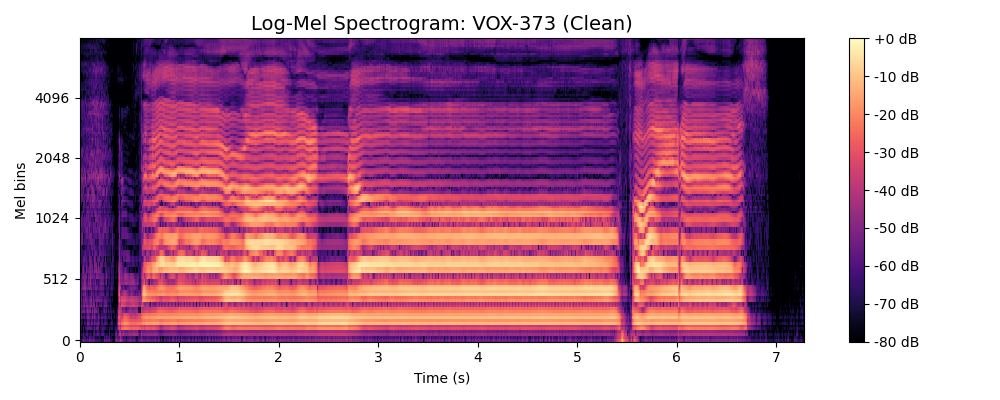 Log-Mel Spectrogram: VOX-373 (Clean)
Mel bins
4096
2048
1024
512
0
0 1 2 3 4 5 6 7
Time (s)
+0 dB
-10 dB
-20 dB
-30 dB
-40 dB
-50 dB
-60 dB
-70 dB
-80 dB